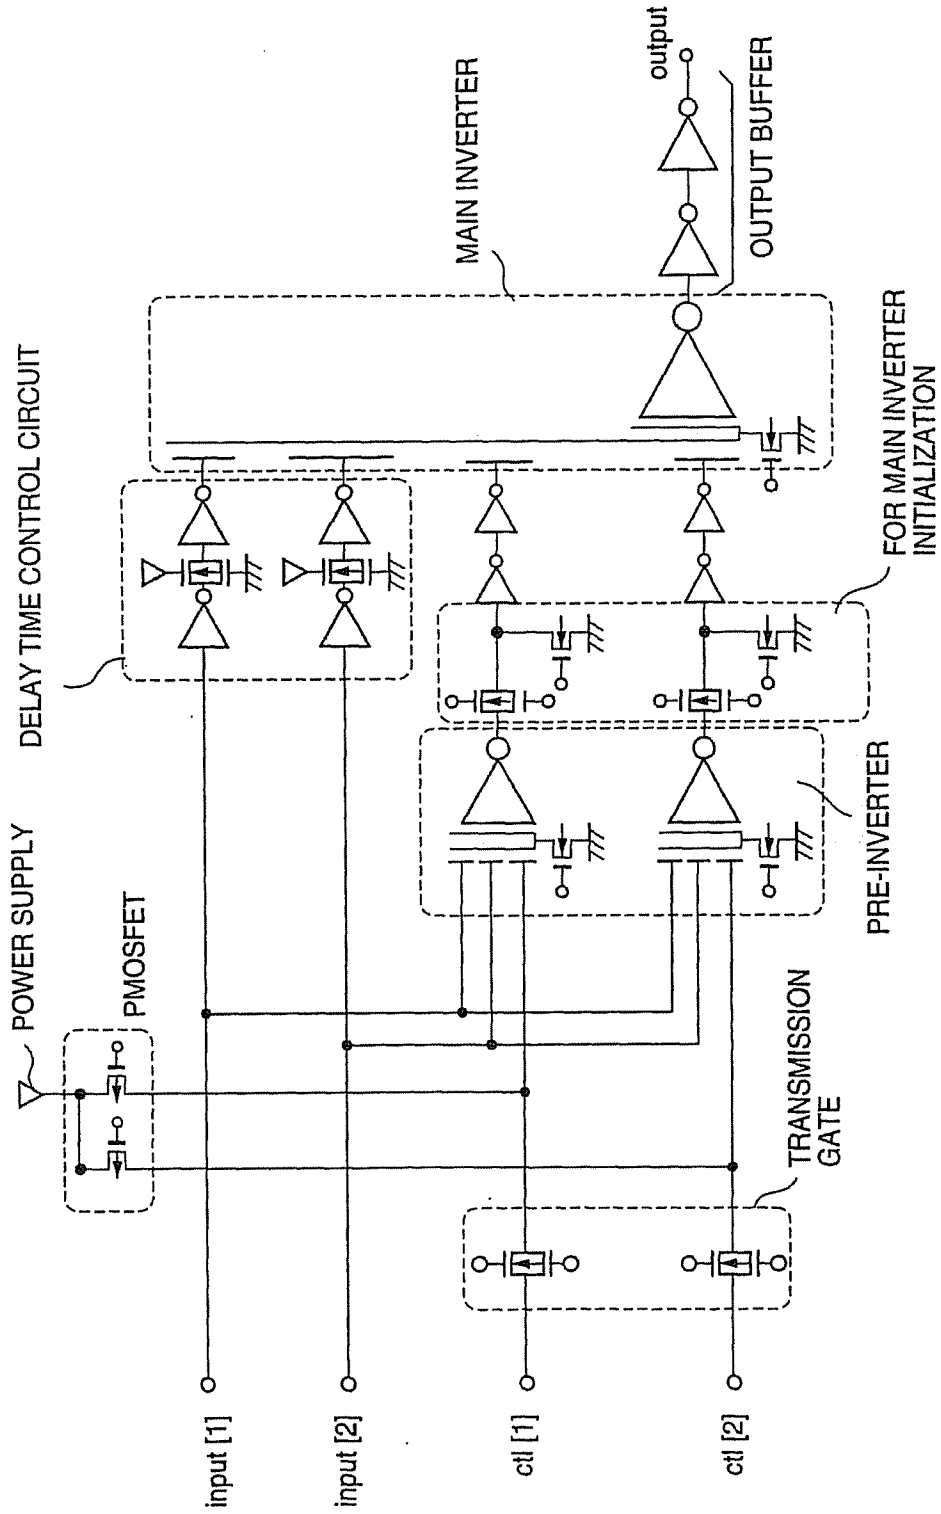 POWER SUPPLY
PMOSFET
DELAY TIME CONTROL CIRCUIT
MAIN INVERTER
output
OUTPUT BUFFER
FOR MAIN INVERTER
INITIALIZATION
PRE-INVERTER
TRANSMISSION
GATE
input [1]
input [2]
ctl [1]
ctl [2]